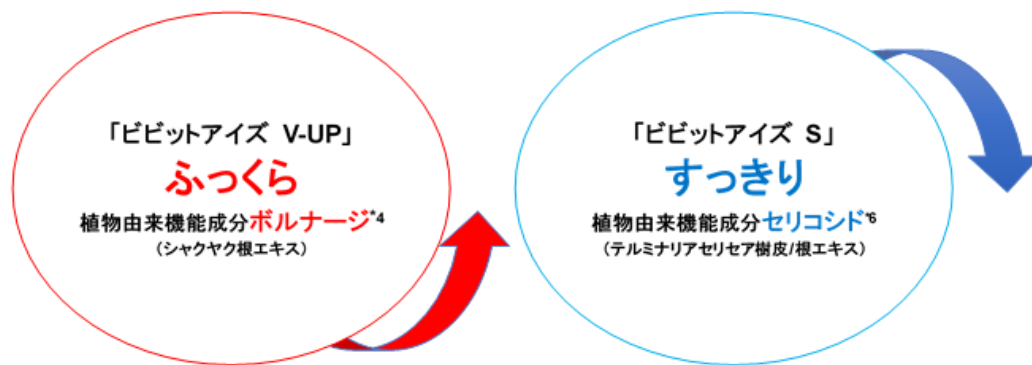 「ビビットアイズ V-UP」
ふっくら
植物由来機能成分ボルナージ*4
(シャクヤク根エキス)
「ビビットアイズ S」
すっきり
植物由来機能成分セリコシド*6
(テルミナリアセリセア樹皮/根エキス)